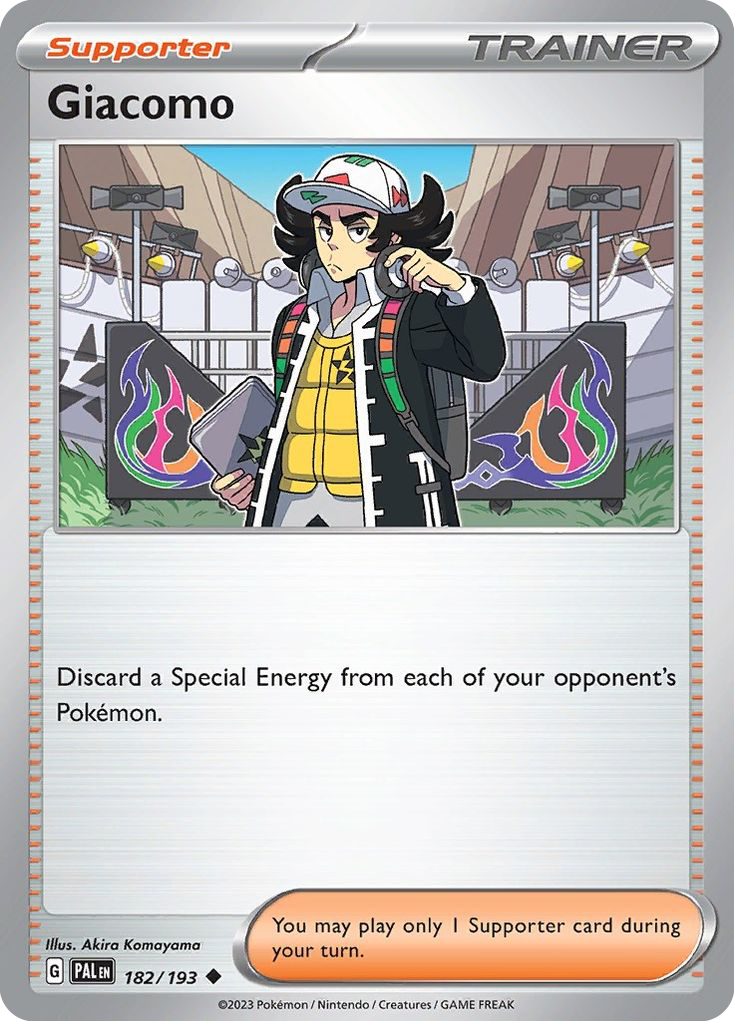 Supporter
TRAINER
Giacomo
Discard a Special Energy from each of your opponent's
Pokémon.
You may play only 1 Supporter card during
your turn.
Illus. Akira Komayama
G PAL EN 182/193
©2023 Pokémon / Nintendo / Creatures / GAME FREAK